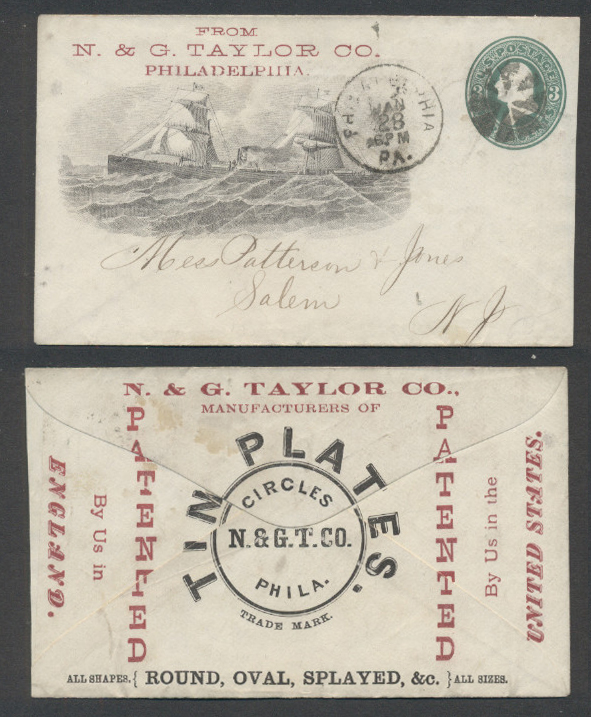 FROM
N. & G. TAYLOR CO.
PHILADELPHIA.
PHILADELPHIA
JAN
28
6PM
PA.
U.S. POSTAGE
3
Mess Patterson & Jones
Salem
N J
N. & G. TAYLOR CO.,
MANUFACTURERS OF
PATENTED
By Us in
ENGLAND.
TIN PLATES'
CIRCLES
N. & G.T. CO.
PHILA.
TRADE MARK.
PATENTED
By Us in the
UNITED STATES.
ALL SHAPES. { ROUND, OVAL, SPLAYED, &c. } ALL SIZES.